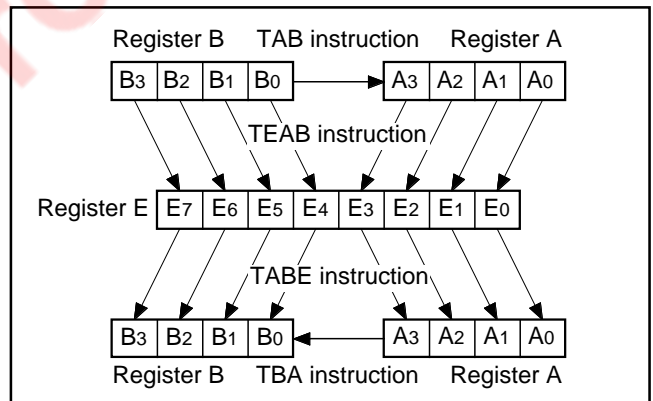 Register B TAB instruction Register A
B3 B2 B1 B0 A3 A2 A1 A0
TEAB instruction
Register E E7 E6 E5 E4 E3 E2 E1 E0
TABE instruction
B3 B2 B1 B0 A3 A2 A1 A0
Register B TBA instruction Register A